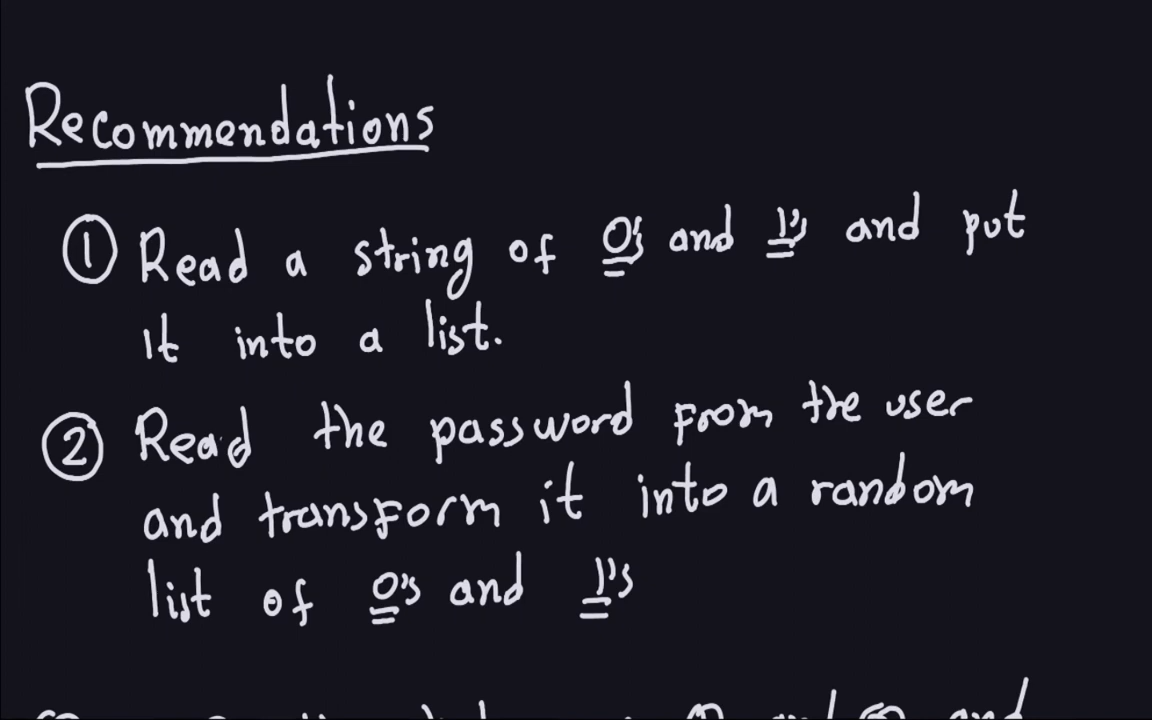 Recommendations
① Read a string of 0's and 1's and put
it into a list.
② Read the password from the user
and transform it into a random
list of 0's and 1's